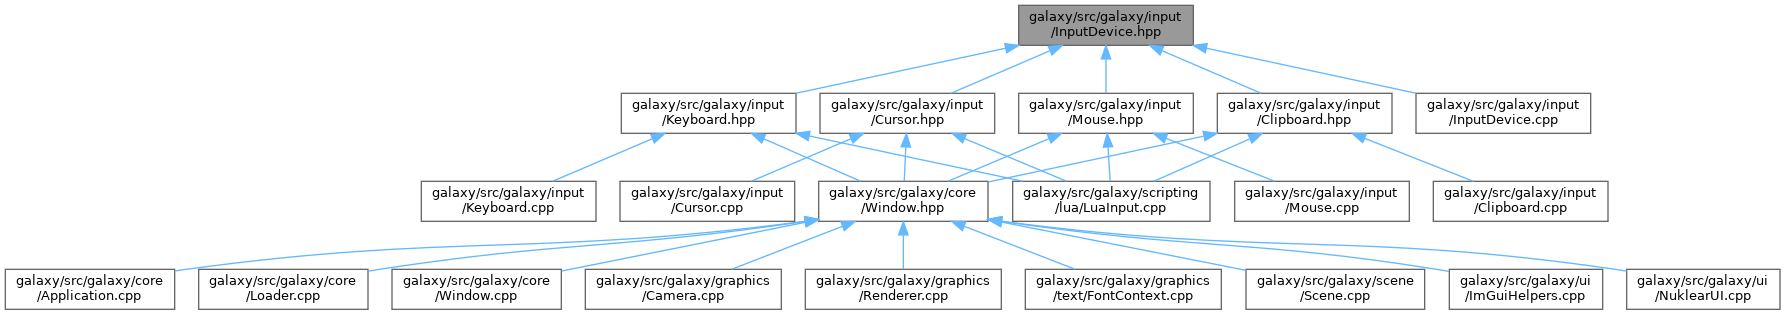 galaxy/src/galaxy/input
/InputDevice.hpp
galaxy/src/galaxy/input
/Keyboard.hpp
galaxy/src/galaxy/input
/Cursor.hpp
galaxy/src/galaxy/input
/Mouse.hpp
galaxy/src/galaxy/input
/Clipboard.hpp
galaxy/src/galaxy/input
/InputDevice.cpp
galaxy/src/galaxy/input
/Keyboard.cpp
galaxy/src/galaxy/input
/Cursor.cpp
galaxy/src/galaxy/core
/Window.hpp
galaxy/src/galaxy/scripting
/lua/LuaInput.cpp
galaxy/src/galaxy/input
/Mouse.cpp
galaxy/src/galaxy/input
/Clipboard.cpp
galaxy/src/galaxy/core
/Application.cpp
galaxy/src/galaxy/core
/Loader.cpp
galaxy/src/galaxy/core
/Window.cpp
galaxy/src/galaxy/graphics
/Camera.cpp
galaxy/src/galaxy/graphics
/Renderer.cpp
galaxy/src/galaxy/graphics
/text/FontContext.cpp
galaxy/src/galaxy/scene
/Scene.cpp
galaxy/src/galaxy/ui
/ImGuiHelpers.cpp
galaxy/src/galaxy/ui
/NuklearUI.cpp